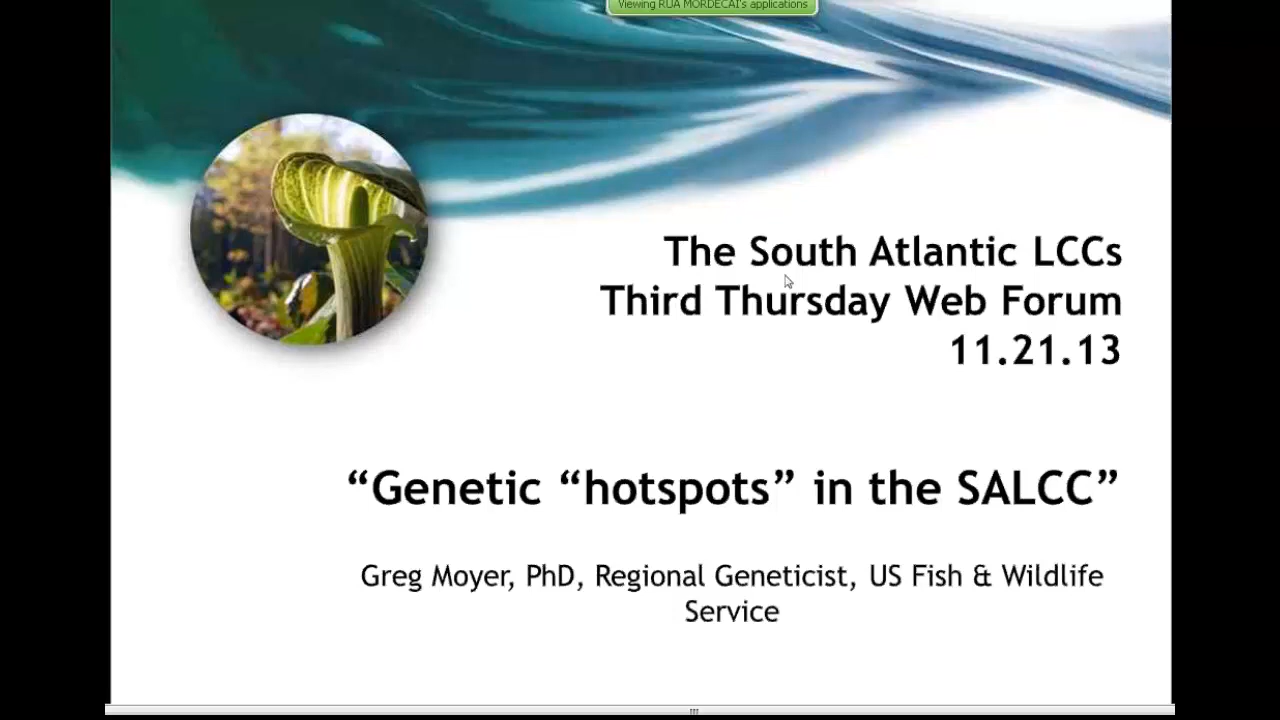 Viewing RUA MORDECAI's applications
The South Atlantic LCCs
Third Thursday Web Forum
11.21.13
“Genetic “hotspots” in the SALCC”
Greg Moyer, PhD, Regional Geneticist, US Fish & Wildlife
Service